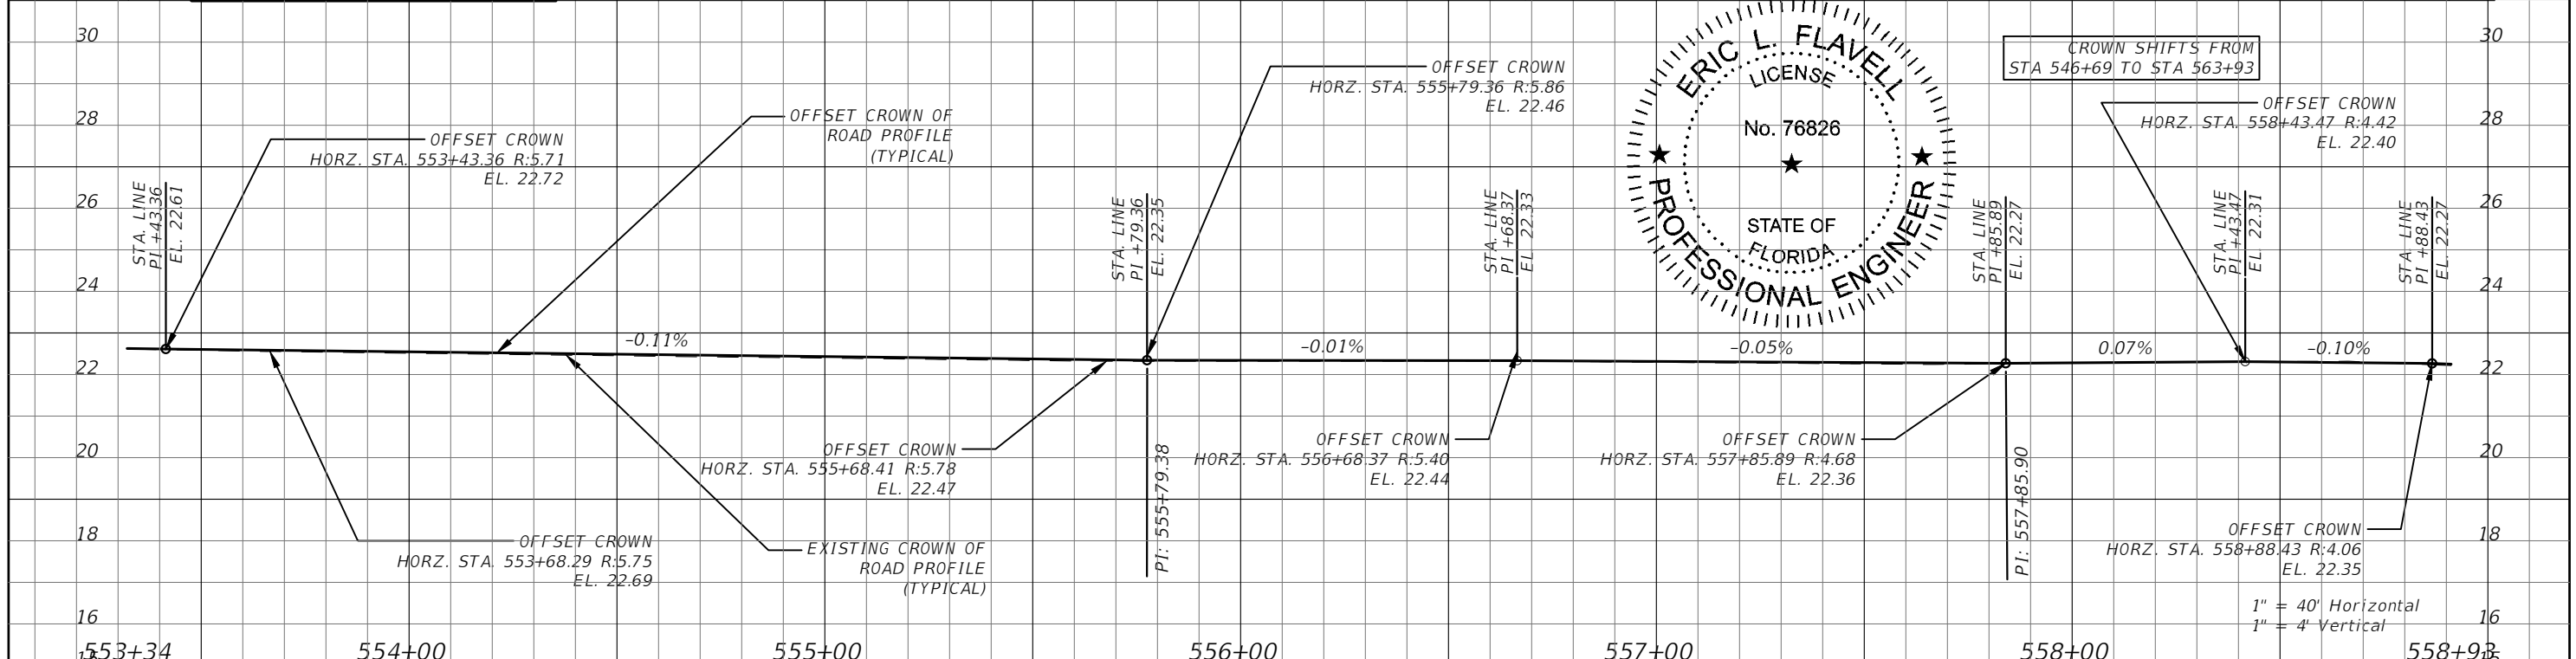 30
28
26
24
22
20
18
16
30
28
26
24
22
20
18
16
STA. LINE
PI +43.36
EL. 22.61
OFFSET CROWN
HORZ. STA. 553+43.36 R:5.71
EL. 22.72
OFFSET CROWN OF
ROAD PROFILE
(TYPICAL)
STA. LINE
PI +79.36
EL. 22.35
OFFSET CROWN
HORZ. STA. 555+79.36 R:5.86
EL. 22.46
STA. LINE
PI +68.37
EL. 22.33
ERIC L. FLAVELL
LICENSE
No. 76826
STATE OF
FLORIDA
PROFESSIONAL ENGINEER
CROWN SHIFTS FROM
STA 546+69 TO STA 563+93
OFFSET CROWN
HORZ. STA. 558+43.47 R:4.42
EL. 22.40
STA. LINE
PI +85.89
EL. 22.27
STA. LINE
PI +43.47
EL. 22.31
STA. LINE
PI +88.43
EL. 22.27
-0.11%
-0.01%
-0.05%
0.07%
-0.10%
OFFSET CROWN
HORZ. STA. 553+68.29 R:5.75
EL. 22.69
EXISTING CROWN OF
ROAD PROFILE
(TYPICAL)
OFFSET CROWN
HORZ. STA. 555+68.41 R:5.78
EL. 22.47
PI: 555+79.38
OFFSET CROWN
HORZ. STA. 556+68.37 R:5.40
EL. 22.44
OFFSET CROWN
HORZ. STA. 557+85.89 R:4.68
EL. 22.36
PI: 557+85.90
OFFSET CROWN
HORZ. STA. 558+88.43 R:4.06
EL. 22.35
1" = 40' Horizontal
1" = 4' Vertical
553+34
554+00
555+00
556+00
557+00
558+00
558+93